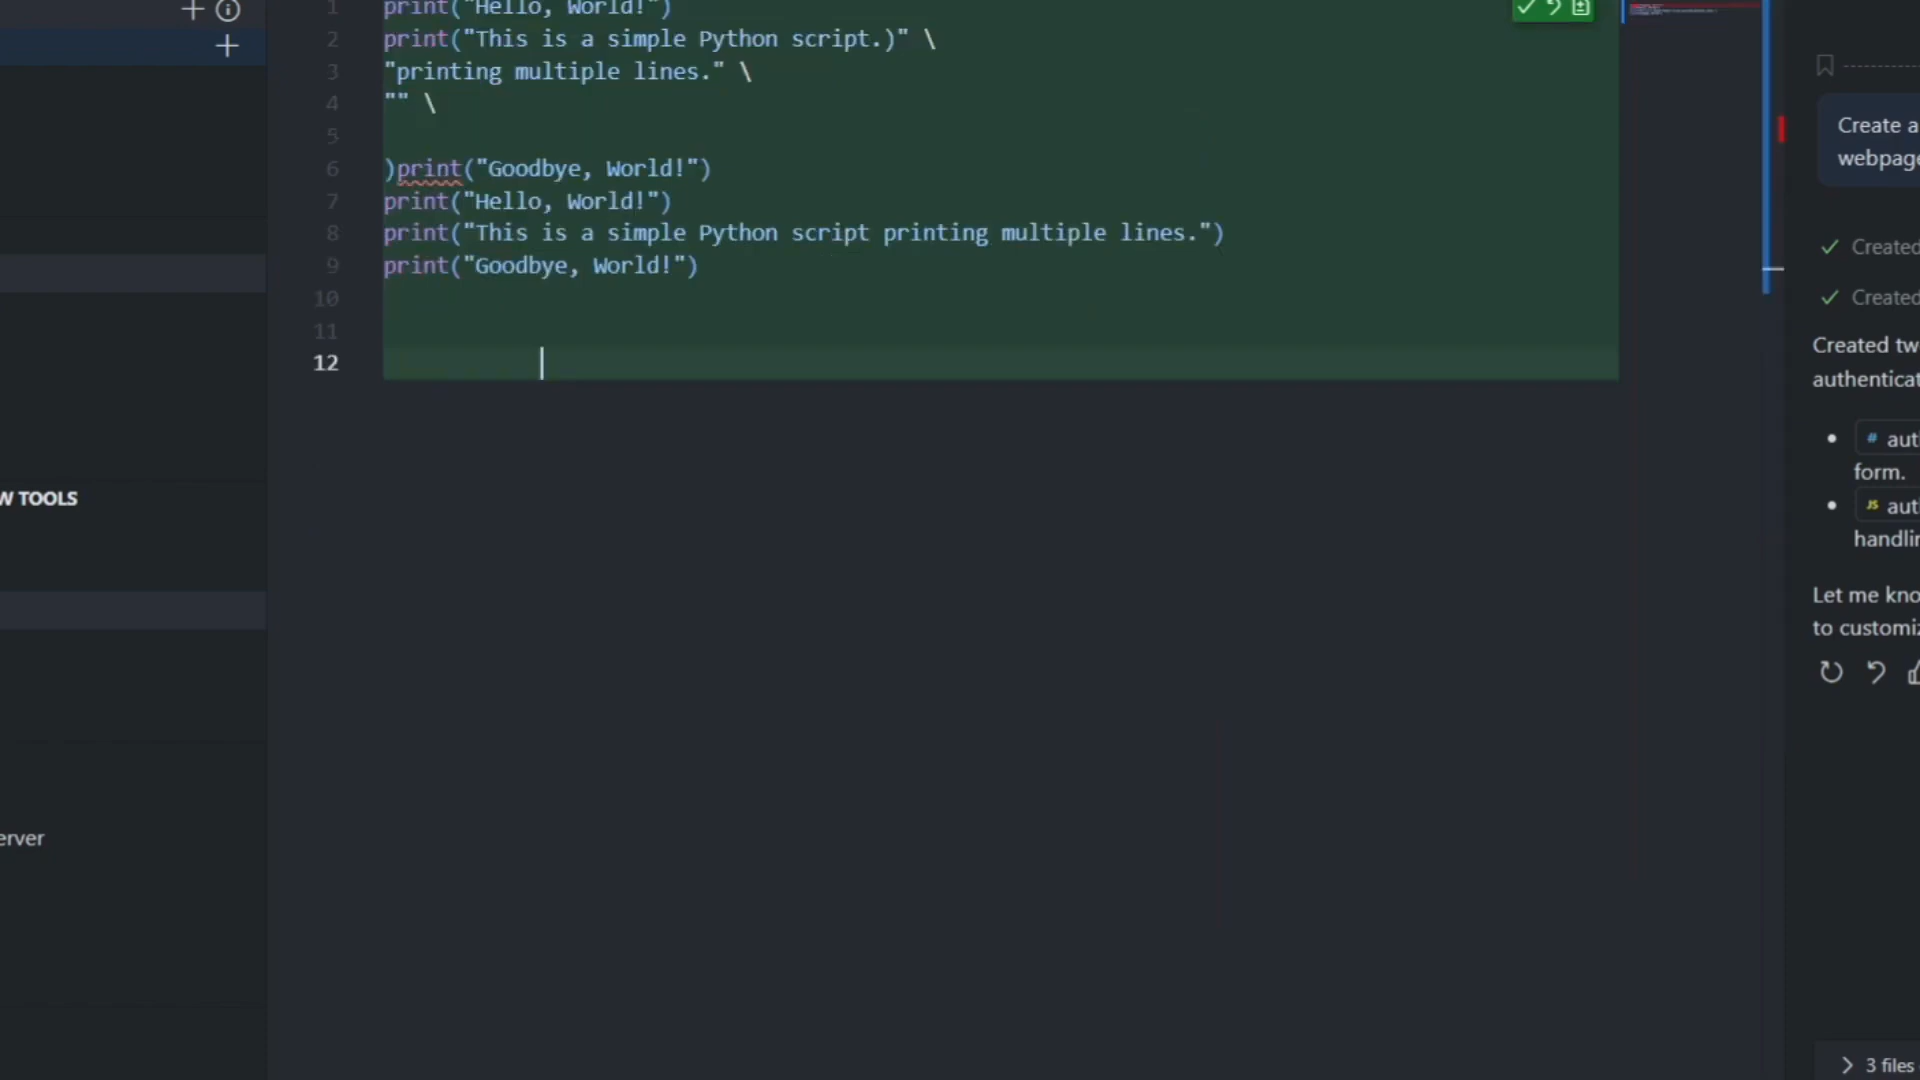 1 print("Hello, World!")
2 print("This is a simple Python script.)" \
3 "printing multiple lines." \
4 "" \
5
6 )print("Goodbye, World!")
7 print("Hello, World!")
8 print("This is a simple Python script printing multiple lines.")
9 print("Goodbye, World!")
10
11
12
W TOOLS
erver
Create a
webpage
Created
Created
Created tw
authenticat
# aut
form.
JS aut
handlin
Let me kno
to customiz
3 files